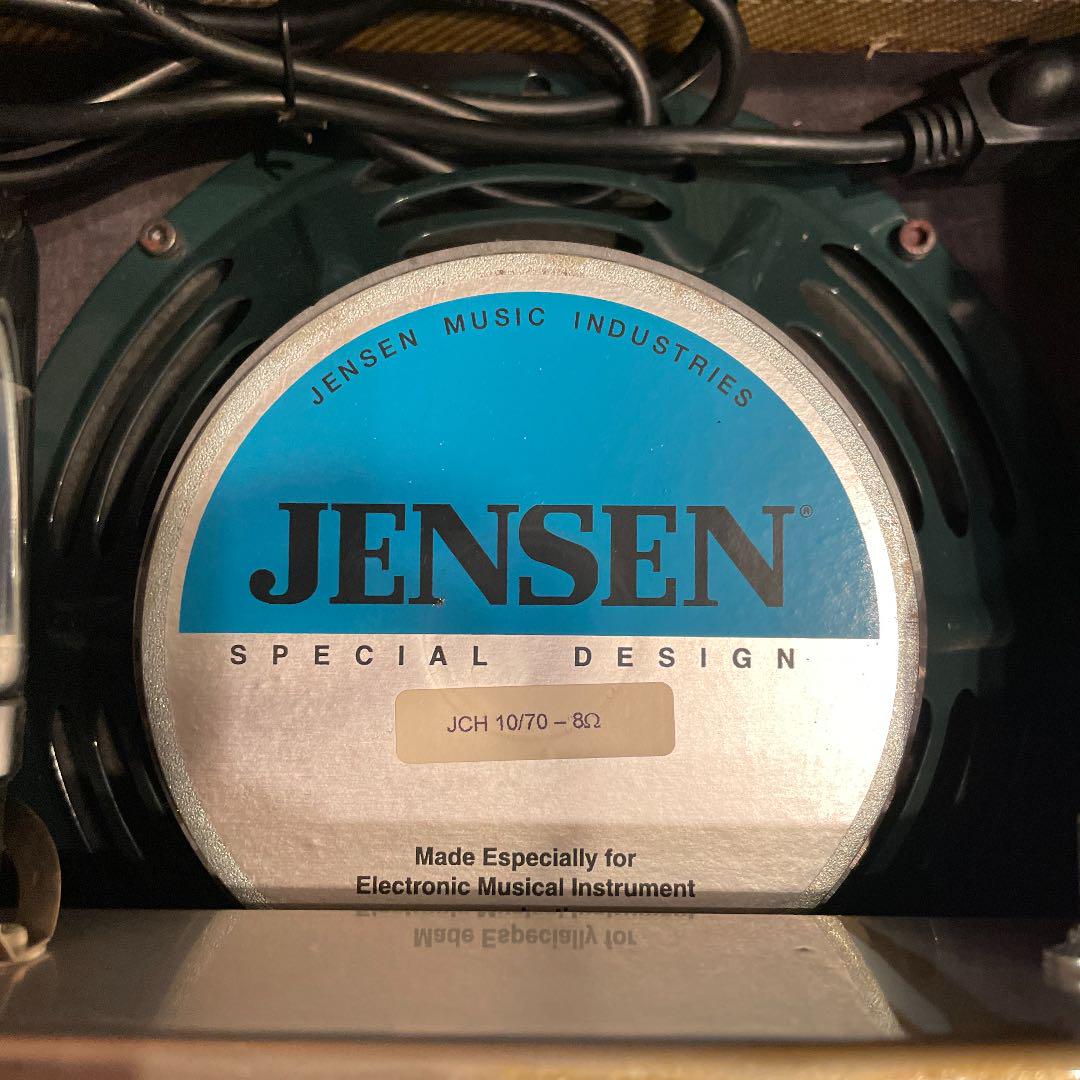 JENSEN MUSIC INDUSTRIES
JENSEN®
SPECIAL DESIGN
JCH 10/70 – 8Ω
Made Especially for
Electronic Musical Instrument